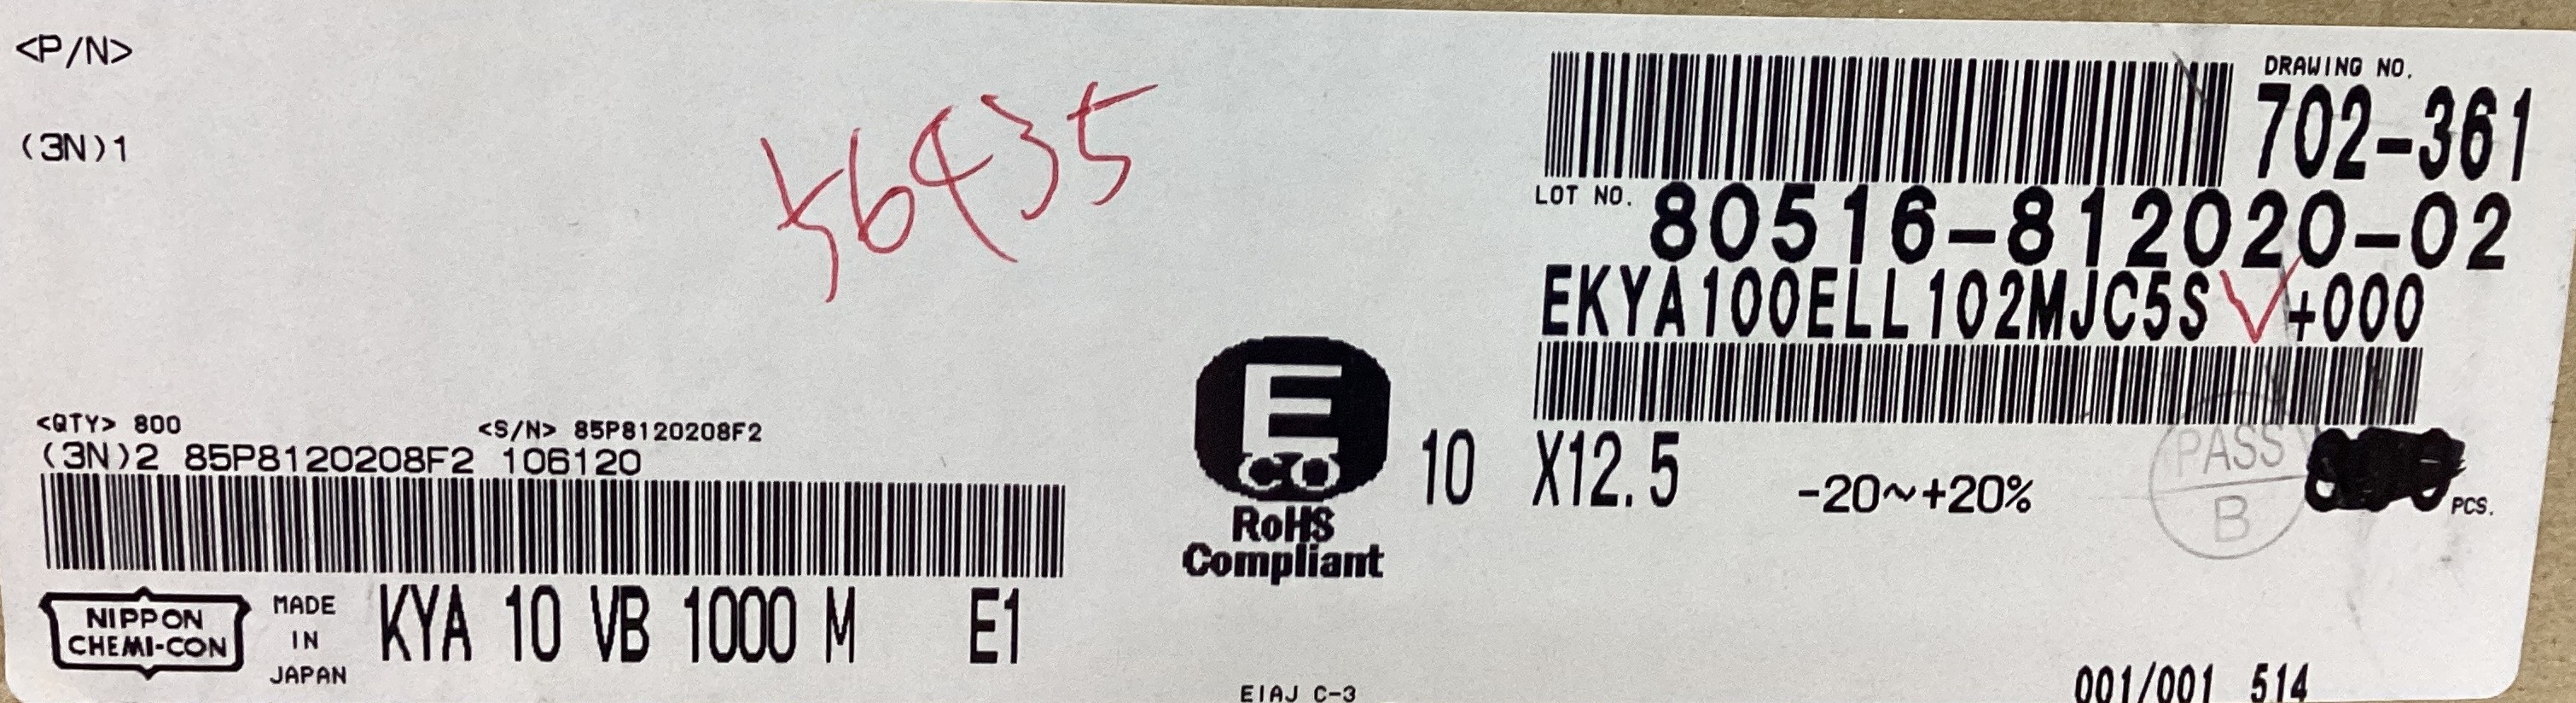 <P/N>
(3N)1
56435
DRAWING NO.
702-361
LOT NO. 80516-812020-02
EKYA100ELL102MJC5S +000
<QTY> 800 <S/N> 85P8120208F2
(3N)2 85P8120208F2 106120
E
co
RoHS
Compliant
10 X12.5 -20~+20%
PASS
B
PCS.
NIPPON
CHEMI-CON
MADE
IN
JAPAN
KYA 10 VB 1000 M E1
EIAJ C-3
001/001 514